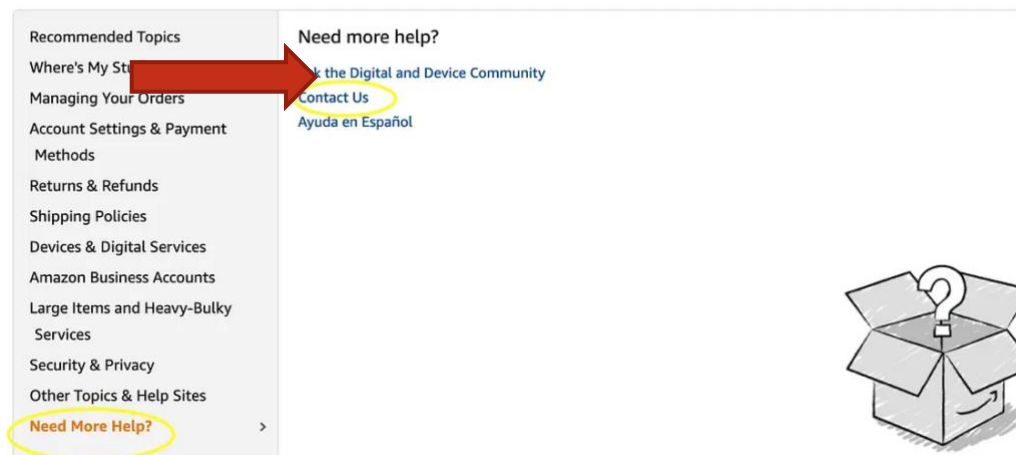 Recommended Topics
Where's My
Managing Your Orders
Account Settings & Payment
Methods
Returns & Refunds
Shipping Policies
Devices & Digital Services
Amazon Business Accounts
Large Items and Heavy-Bulky
Services
Security & Privacy
Other Topics & Help Sites
Need More Help? >
Need more help?
the Digital and Device Community
Contact Us
Ayuda en Español
?